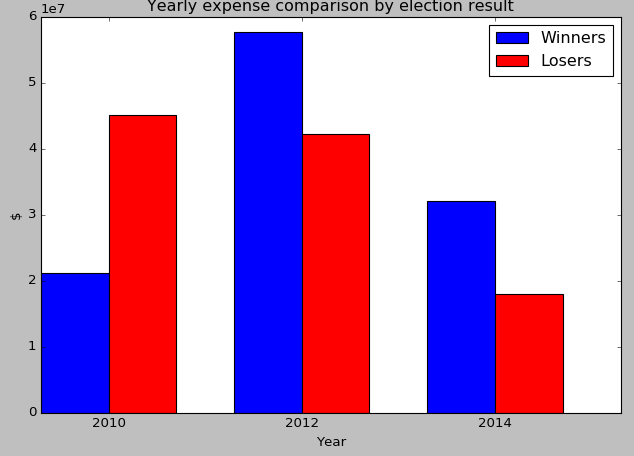 Yearly expense comparison by election result
1e7
6
5
4
3
2
1
0
$
Winners
Losers
2010 2012 2014
Year